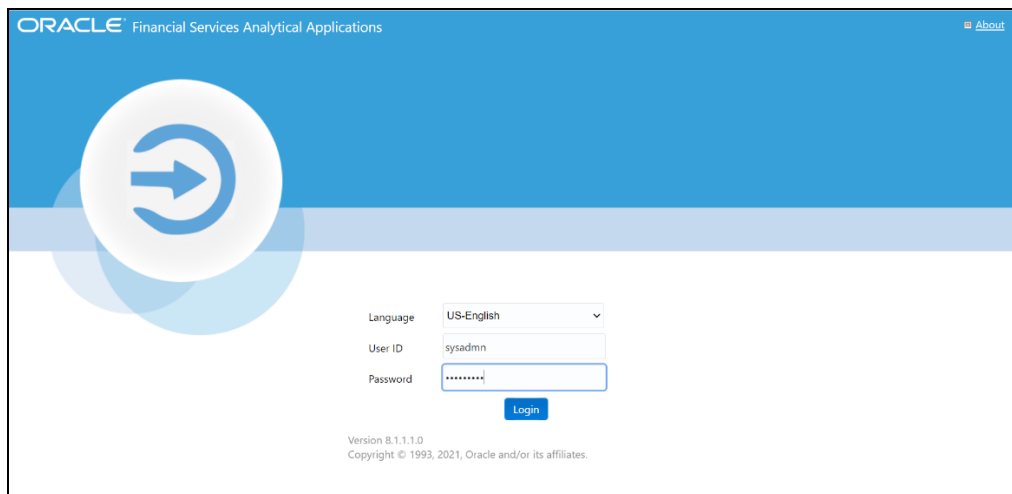 ORACLE® Financial Services Analytical Applications
About
Language US-English
User ID sysadmn
Password •••••••••
Login
Version 8.1.1.1.0
Copyright © 1993, 2021, Oracle and/or its affiliates.